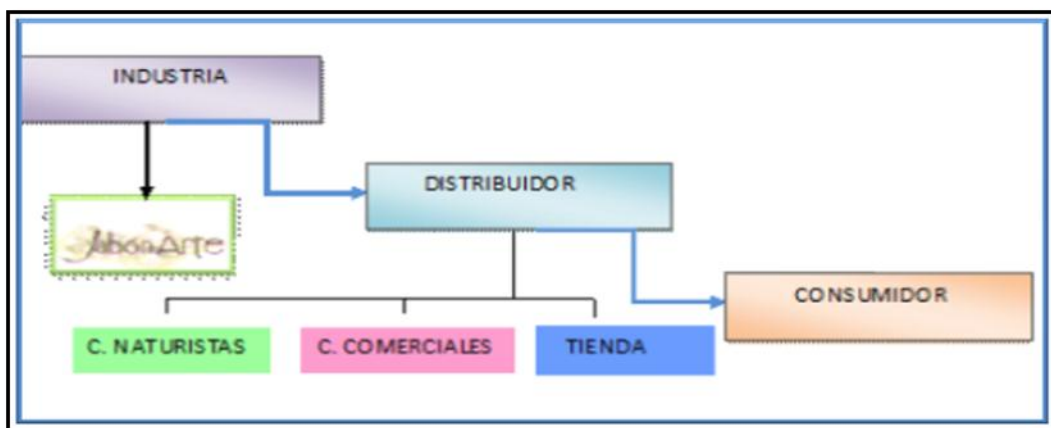 INDUSTRIA
DISTRIBUIDOR
JabonArte
CONSUMIDOR
C. NATURISTAS
C. COMERCIALES
TIENDA